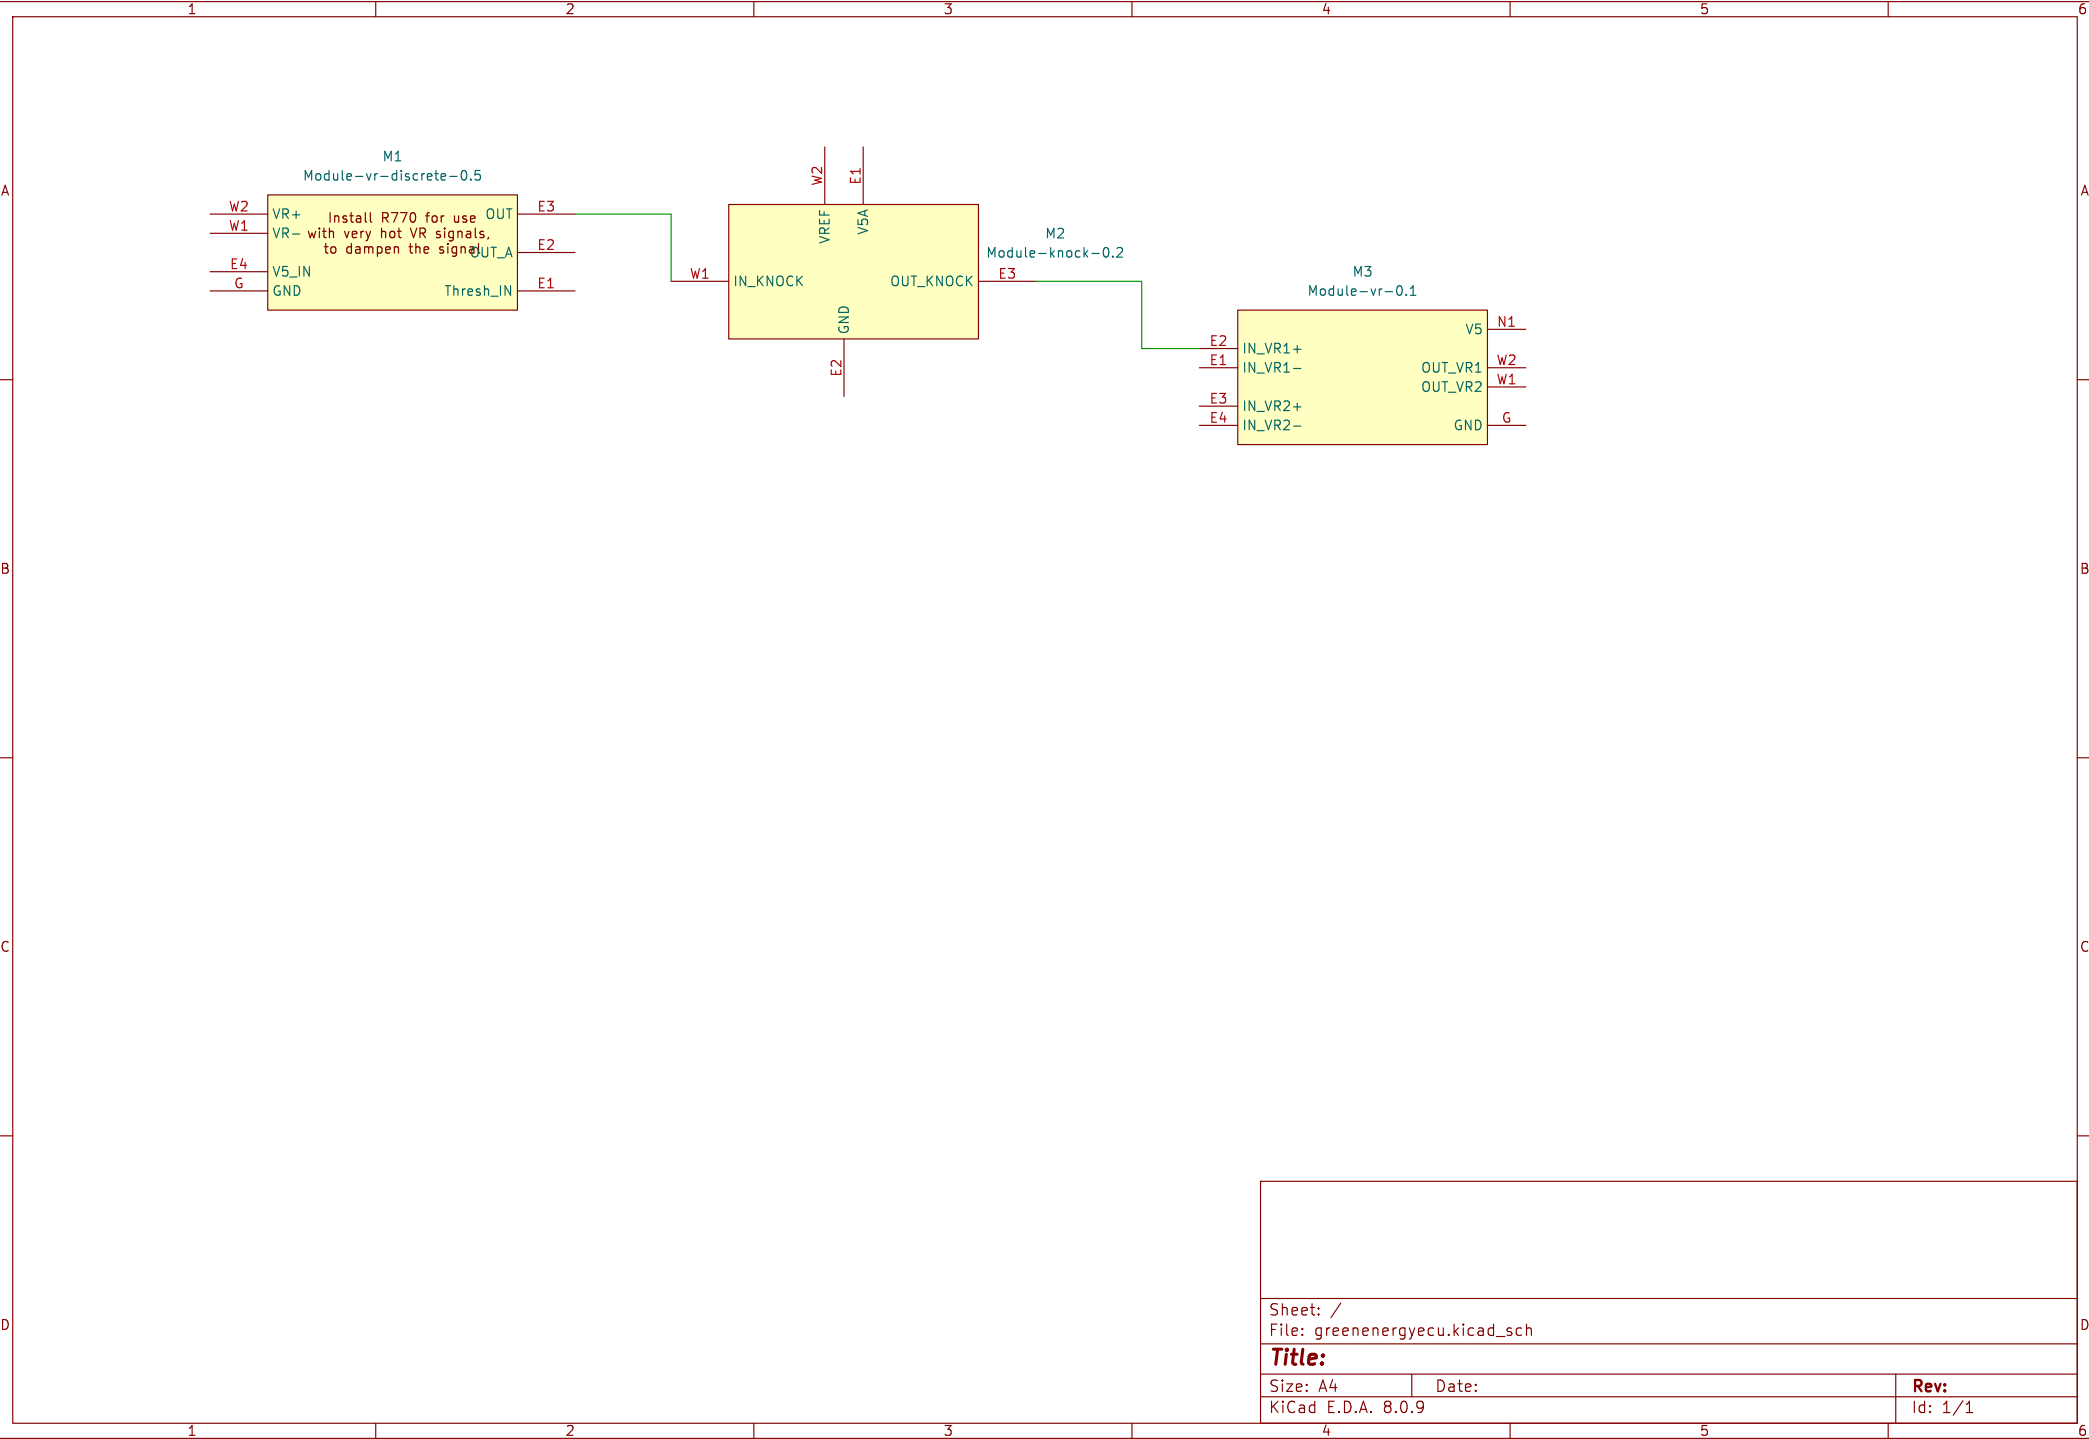 1 2 3 4 5 6
A A
M1
Module-vr-discrete-0.5
W2 VR+
W1 VR-
E4 V5_IN
G GND
Install R770 for use
with very hot VR signals,
to dampen the signal
OUT E3
OUT_A E2
Thresh_IN E1
W2 VREF
E1 V5A
W1 IN_KNOCK
OUT_KNOCK E3
GND E2
M2
Module-knock-0.2
M3
Module-vr-0.1
E2 IN_VR1+
E1 IN_VR1-
E3 IN_VR2+
E4 IN_VR2-
V5 N1
OUT_VR1 W2
OUT_VR2 W1
GND G
B B
C C
D D
Sheet: /
File: greenenergyecu.kicad_sch
Title:
Size: A4 Date: Rev:
KiCad E.D.A. 8.0.9 Id: 1/1
1 2 3 4 5 6